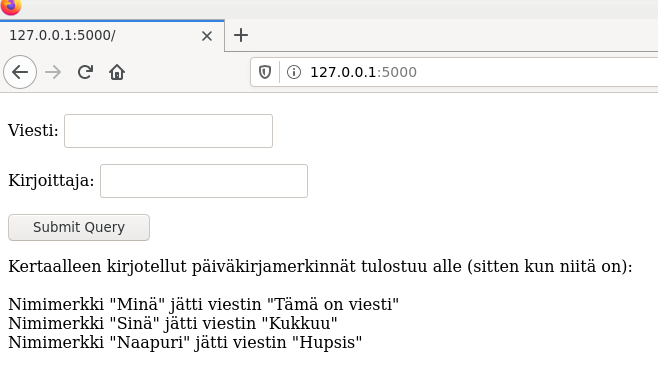 127.0.0.1:5000/
127.0.0.1:5000
Viesti:
Kirjoittaja:
Submit Query
Kertaalleen kirjotellut päiväkirjamerkinnät tulostuu alle (sitten kun niitä on):
Nimimerkki "Minä" jätti viestin "Tämä on viesti"
Nimimerkki "Sinä" jätti viestin "Kukkuu"
Nimimerkki "Naapuri" jätti viestin "Hupsis"